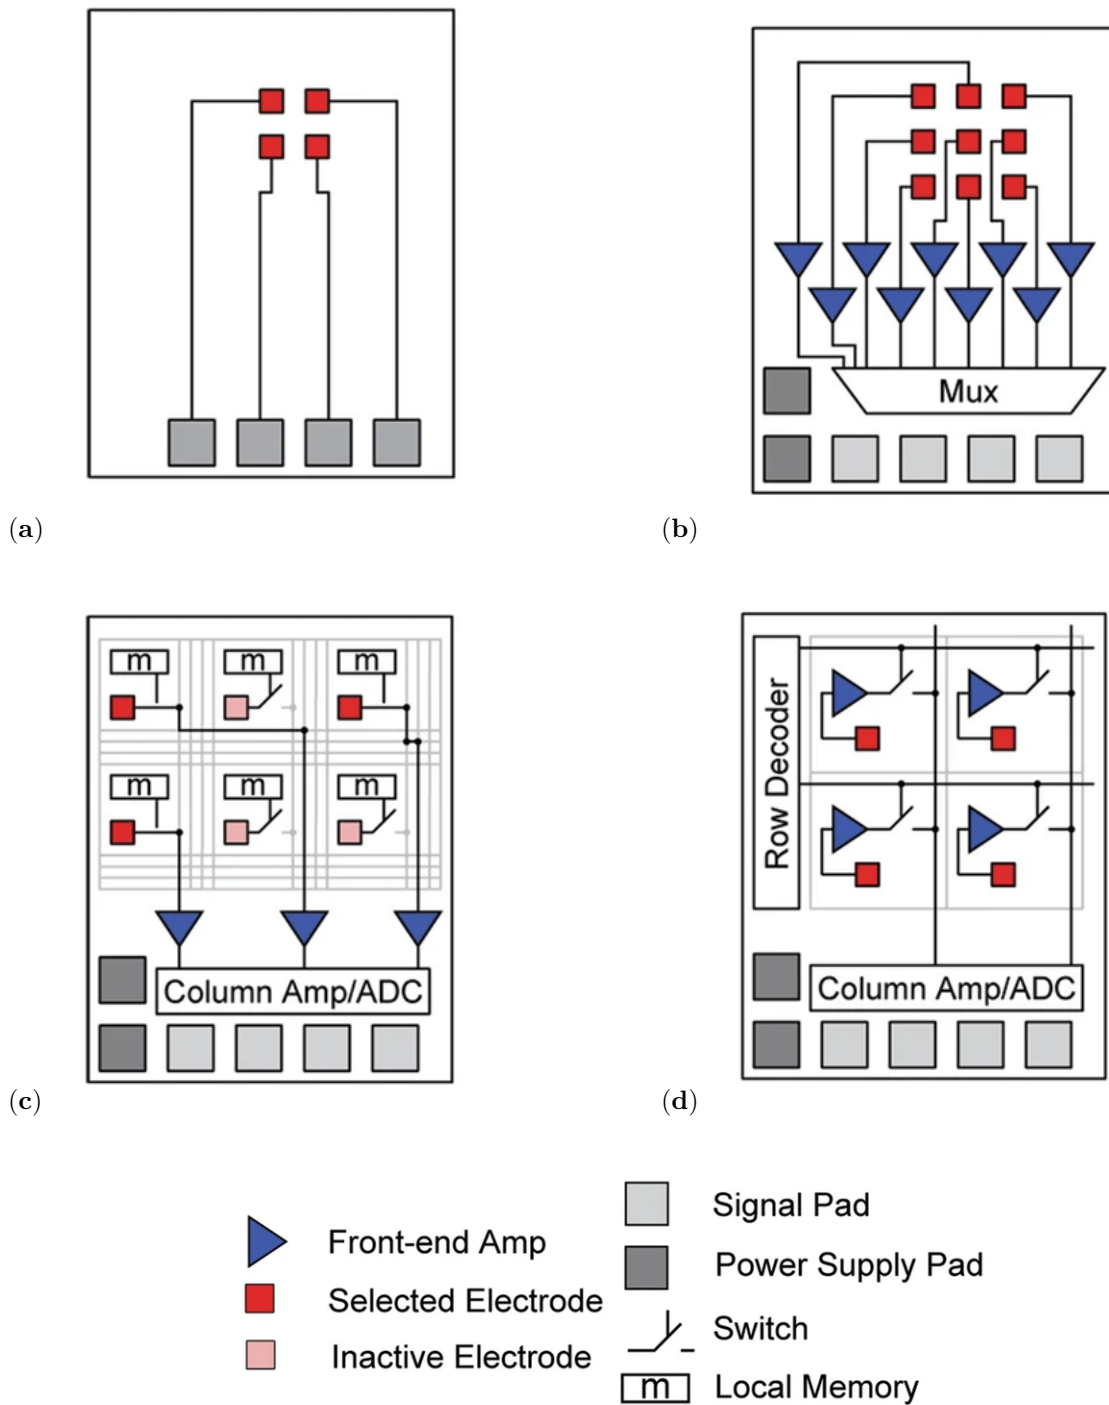 Mux
(a)
(b)
m m m
m m m
Column Amp/ADC
Row Decoder
Column Amp/ADC
(c)
(d)
Front-end Amp
Selected Electrode
Inactive Electrode
Signal Pad
Power Supply Pad
Switch
m Local Memory